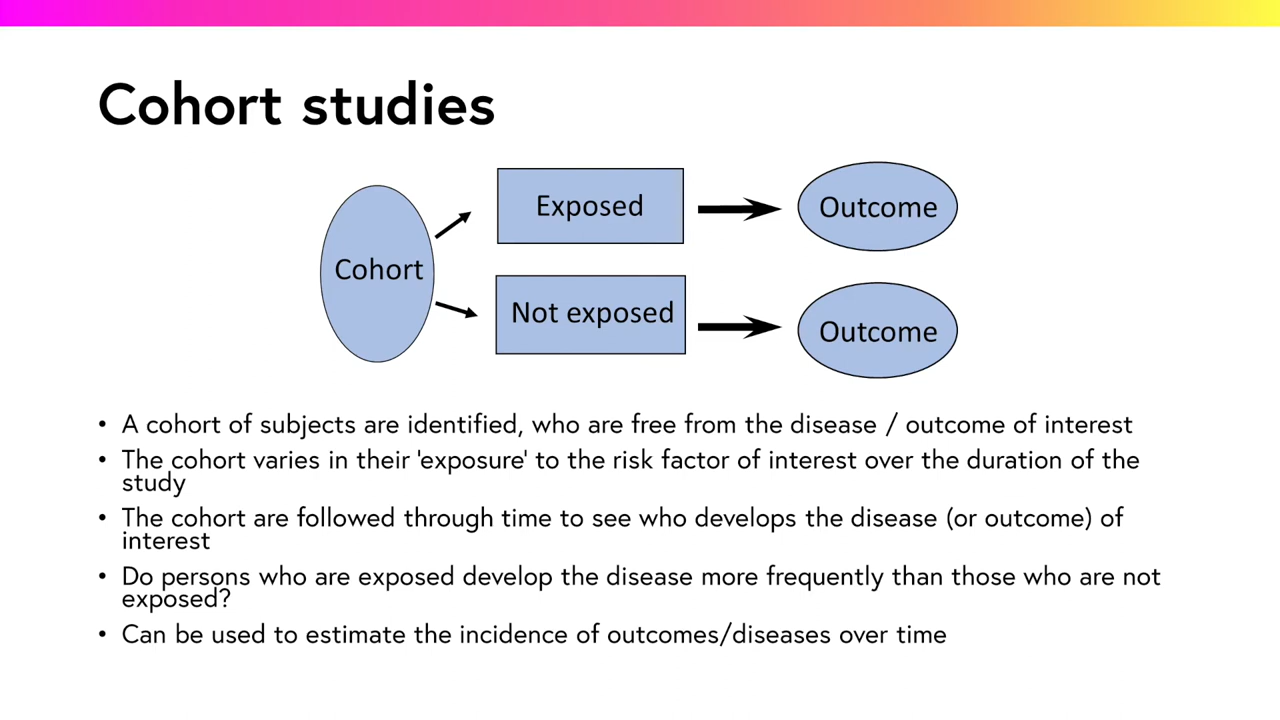 Cohort studies
Cohort
Exposed
Outcome
Not exposed
Outcome
• A cohort of subjects are identified, who are free from the disease / outcome of interest
• The cohort varies in their 'exposure' to the risk factor of interest over the duration of the
study
• The cohort are followed through time to see who develops the disease (or outcome) of
interest
• Do persons who are exposed develop the disease more frequently than those who are not
exposed?
• Can be used to estimate the incidence of outcomes/diseases over time